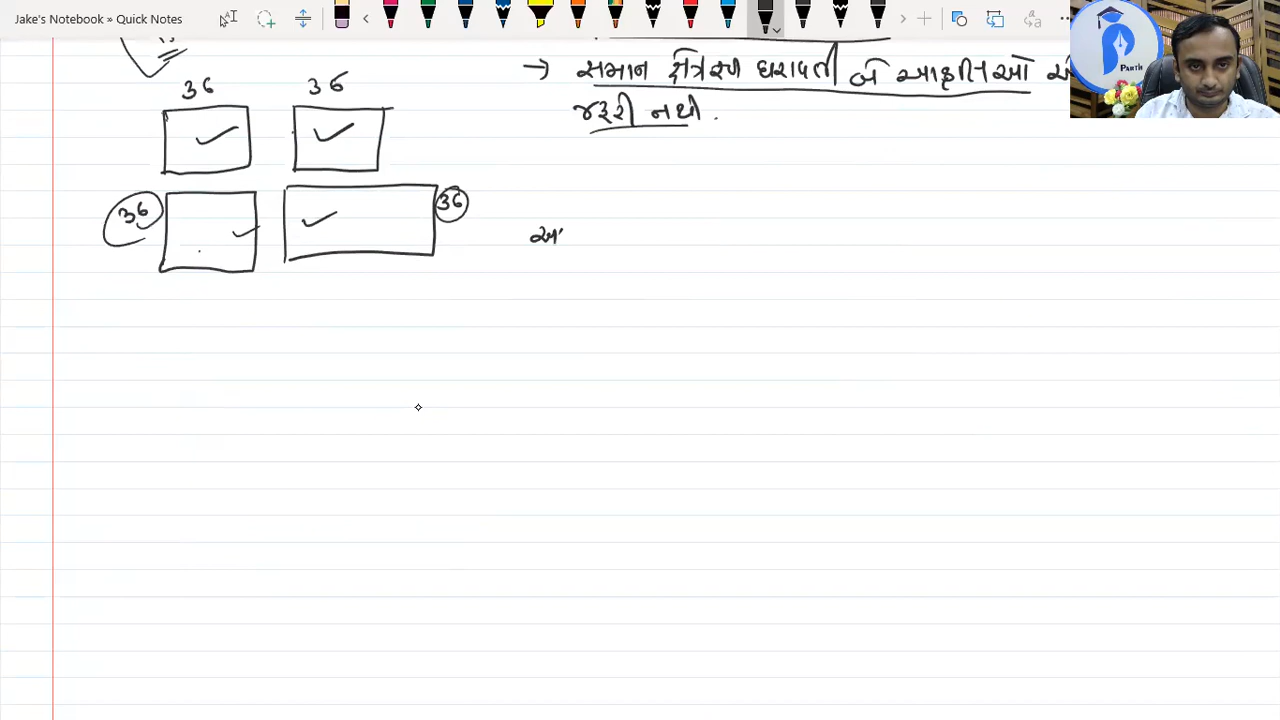 Jake's Notebook » Quick Notes
PARTH
→ સમાન ક્ષેત્રફળ ધરાવતી બે આકૃતિઓ
જરૂરી નથી.
36 36
36 36
આ